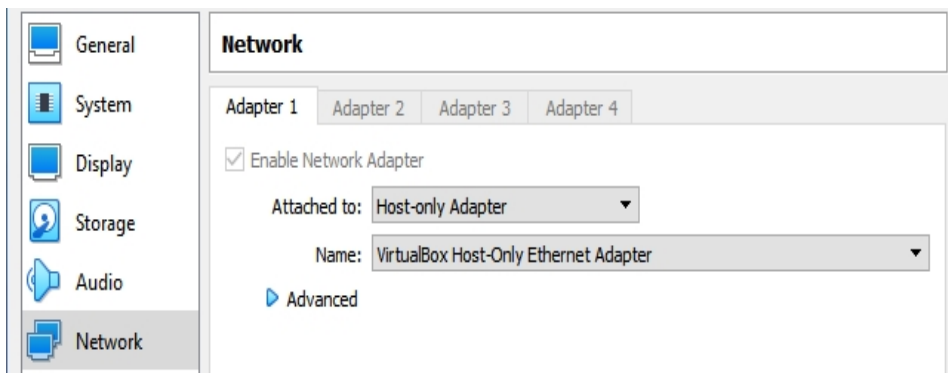 General
System
Display
Storage
Audio
Network
Network
Adapter 1 Adapter 2 Adapter 3 Adapter 4
Enable Network Adapter
Attached to: Host-only Adapter
Name: VirtualBox Host-Only Ethernet Adapter
Advanced